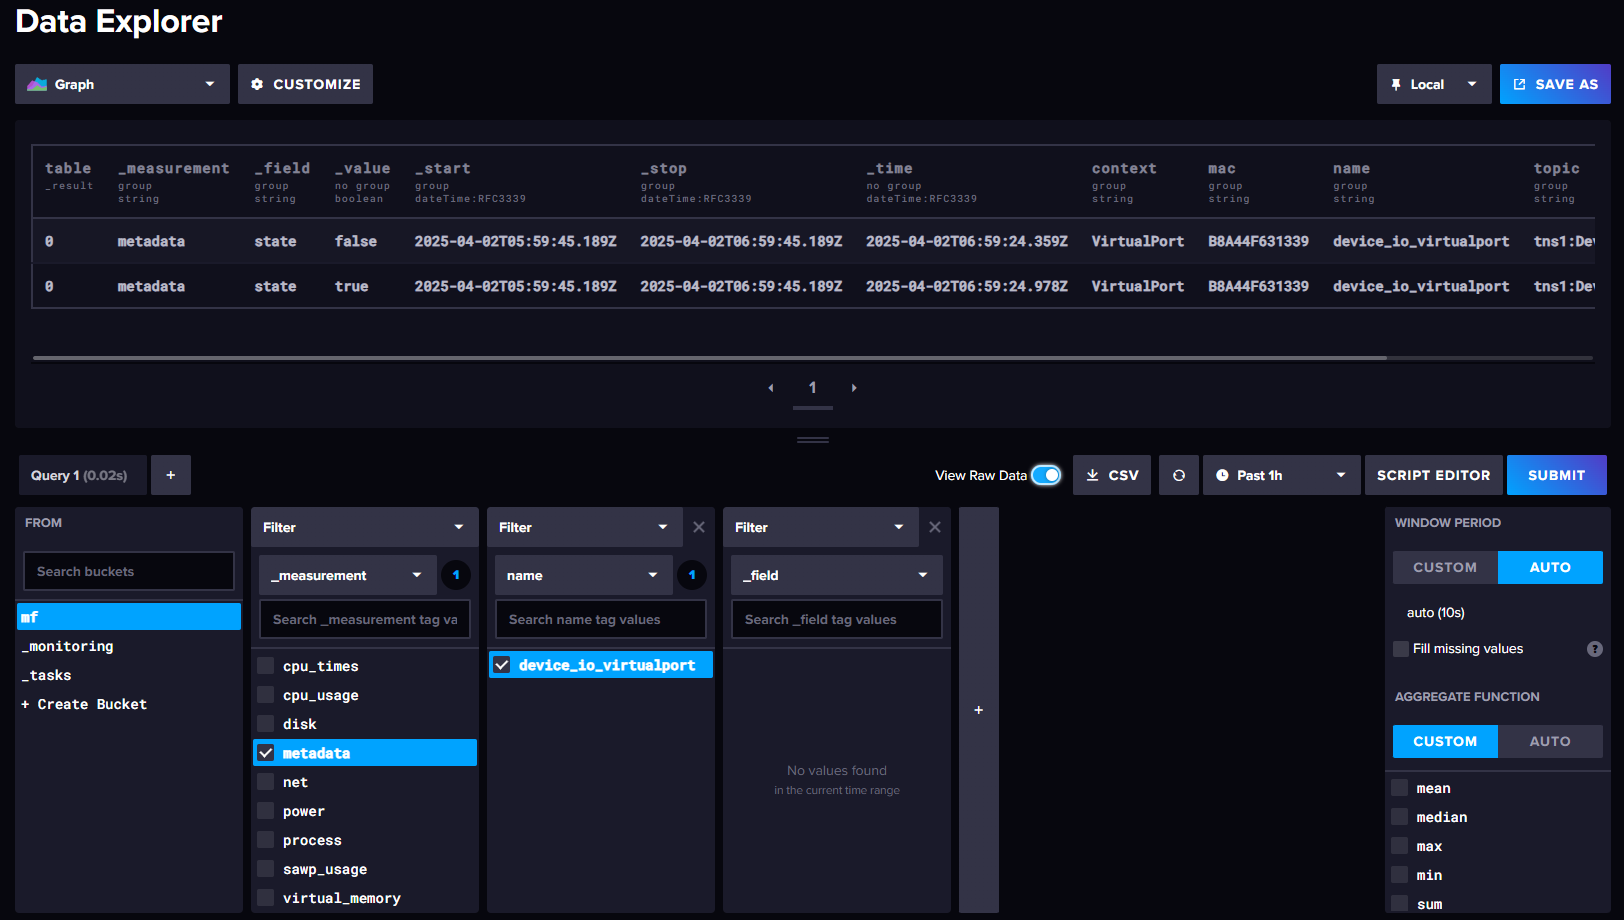 Data Explorer
Graph
CUSTOMIZE
Local
SAVE AS
table _measurement _field _value _start _stop _time context mac name topic
_result group group no group group group no group group group group group
string string boolean dateTime:RFC3339 dateTime:RFC3339 dateTime:RFC3339 string string string string
0 metadata state false 2025-04-02T05:59:45.189Z 2025-04-02T06:59:45.189Z 2025-04-02T06:59:24.359Z VirtualPort B8A44F631339 device_io_virtualport tns1:Dev
0 metadata state true 2025-04-02T05:59:45.189Z 2025-04-02T06:59:45.189Z 2025-04-02T06:59:24.978Z VirtualPort B8A44F631339 device_io_virtualport tns1:Dev
1
Query 1 (0.02s)
+
View Raw Data
CSV
Past 1h
SCRIPT EDITOR
SUBMIT
FROM
Search buckets
mf
_monitoring
_tasks
+ Create Bucket
Filter
_measurement
1
Search _measurement tag va
cpu_times
cpu_usage
disk
metadata
net
power
process
sawp_usage
virtual_memory
Filter
name
1
Search name tag values
device_io_virtualport
Filter
_field
Search _field tag values
No values found
in the current time range
+
WINDOW PERIOD
CUSTOM
AUTO
auto (10s)
Fill missing values
?
AGGREGATE FUNCTION
CUSTOM
AUTO
mean
median
max
min
sum